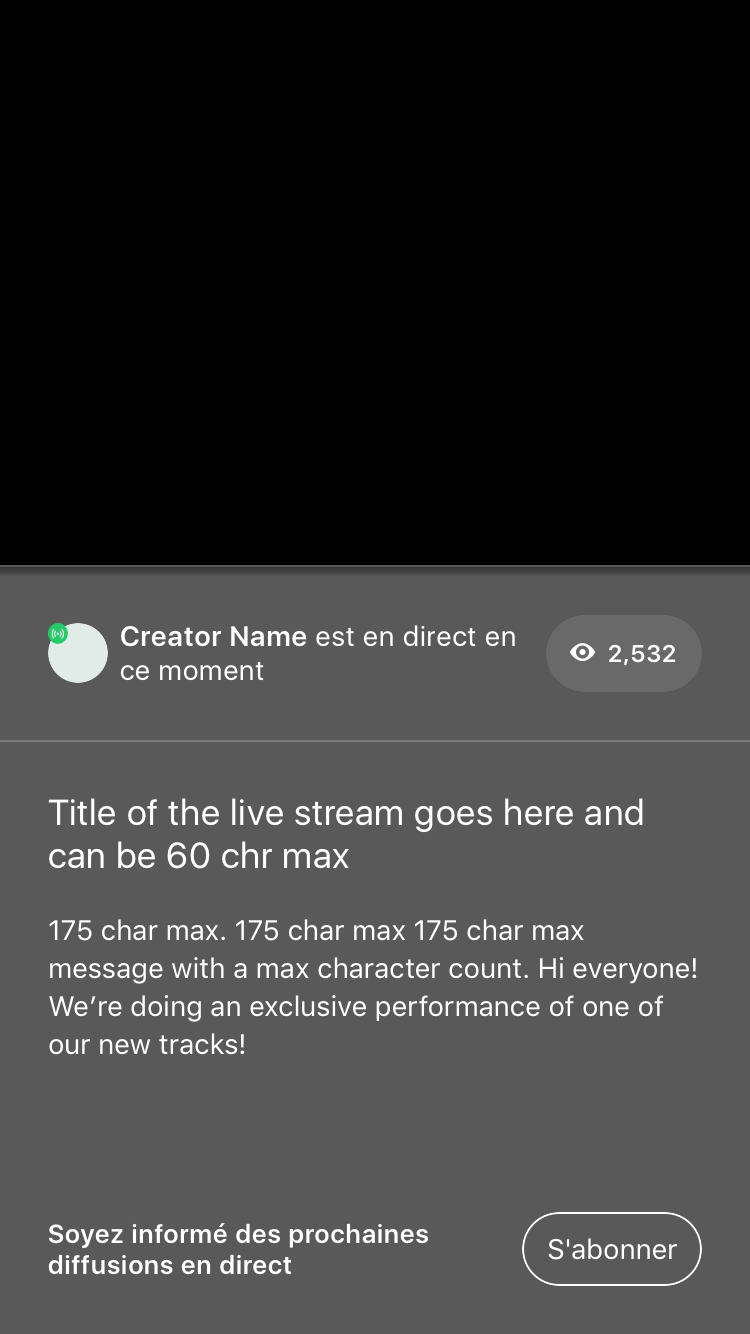 Creator Name est en direct en
ce moment
2,532
Title of the live stream goes here and
can be 60 chr max
175 char max. 175 char max 175 char max
message with a max character count. Hi everyone!
We’re doing an exclusive performance of one of
our new tracks!
Soyez informé des prochaines
diffusions en direct
S'abonner